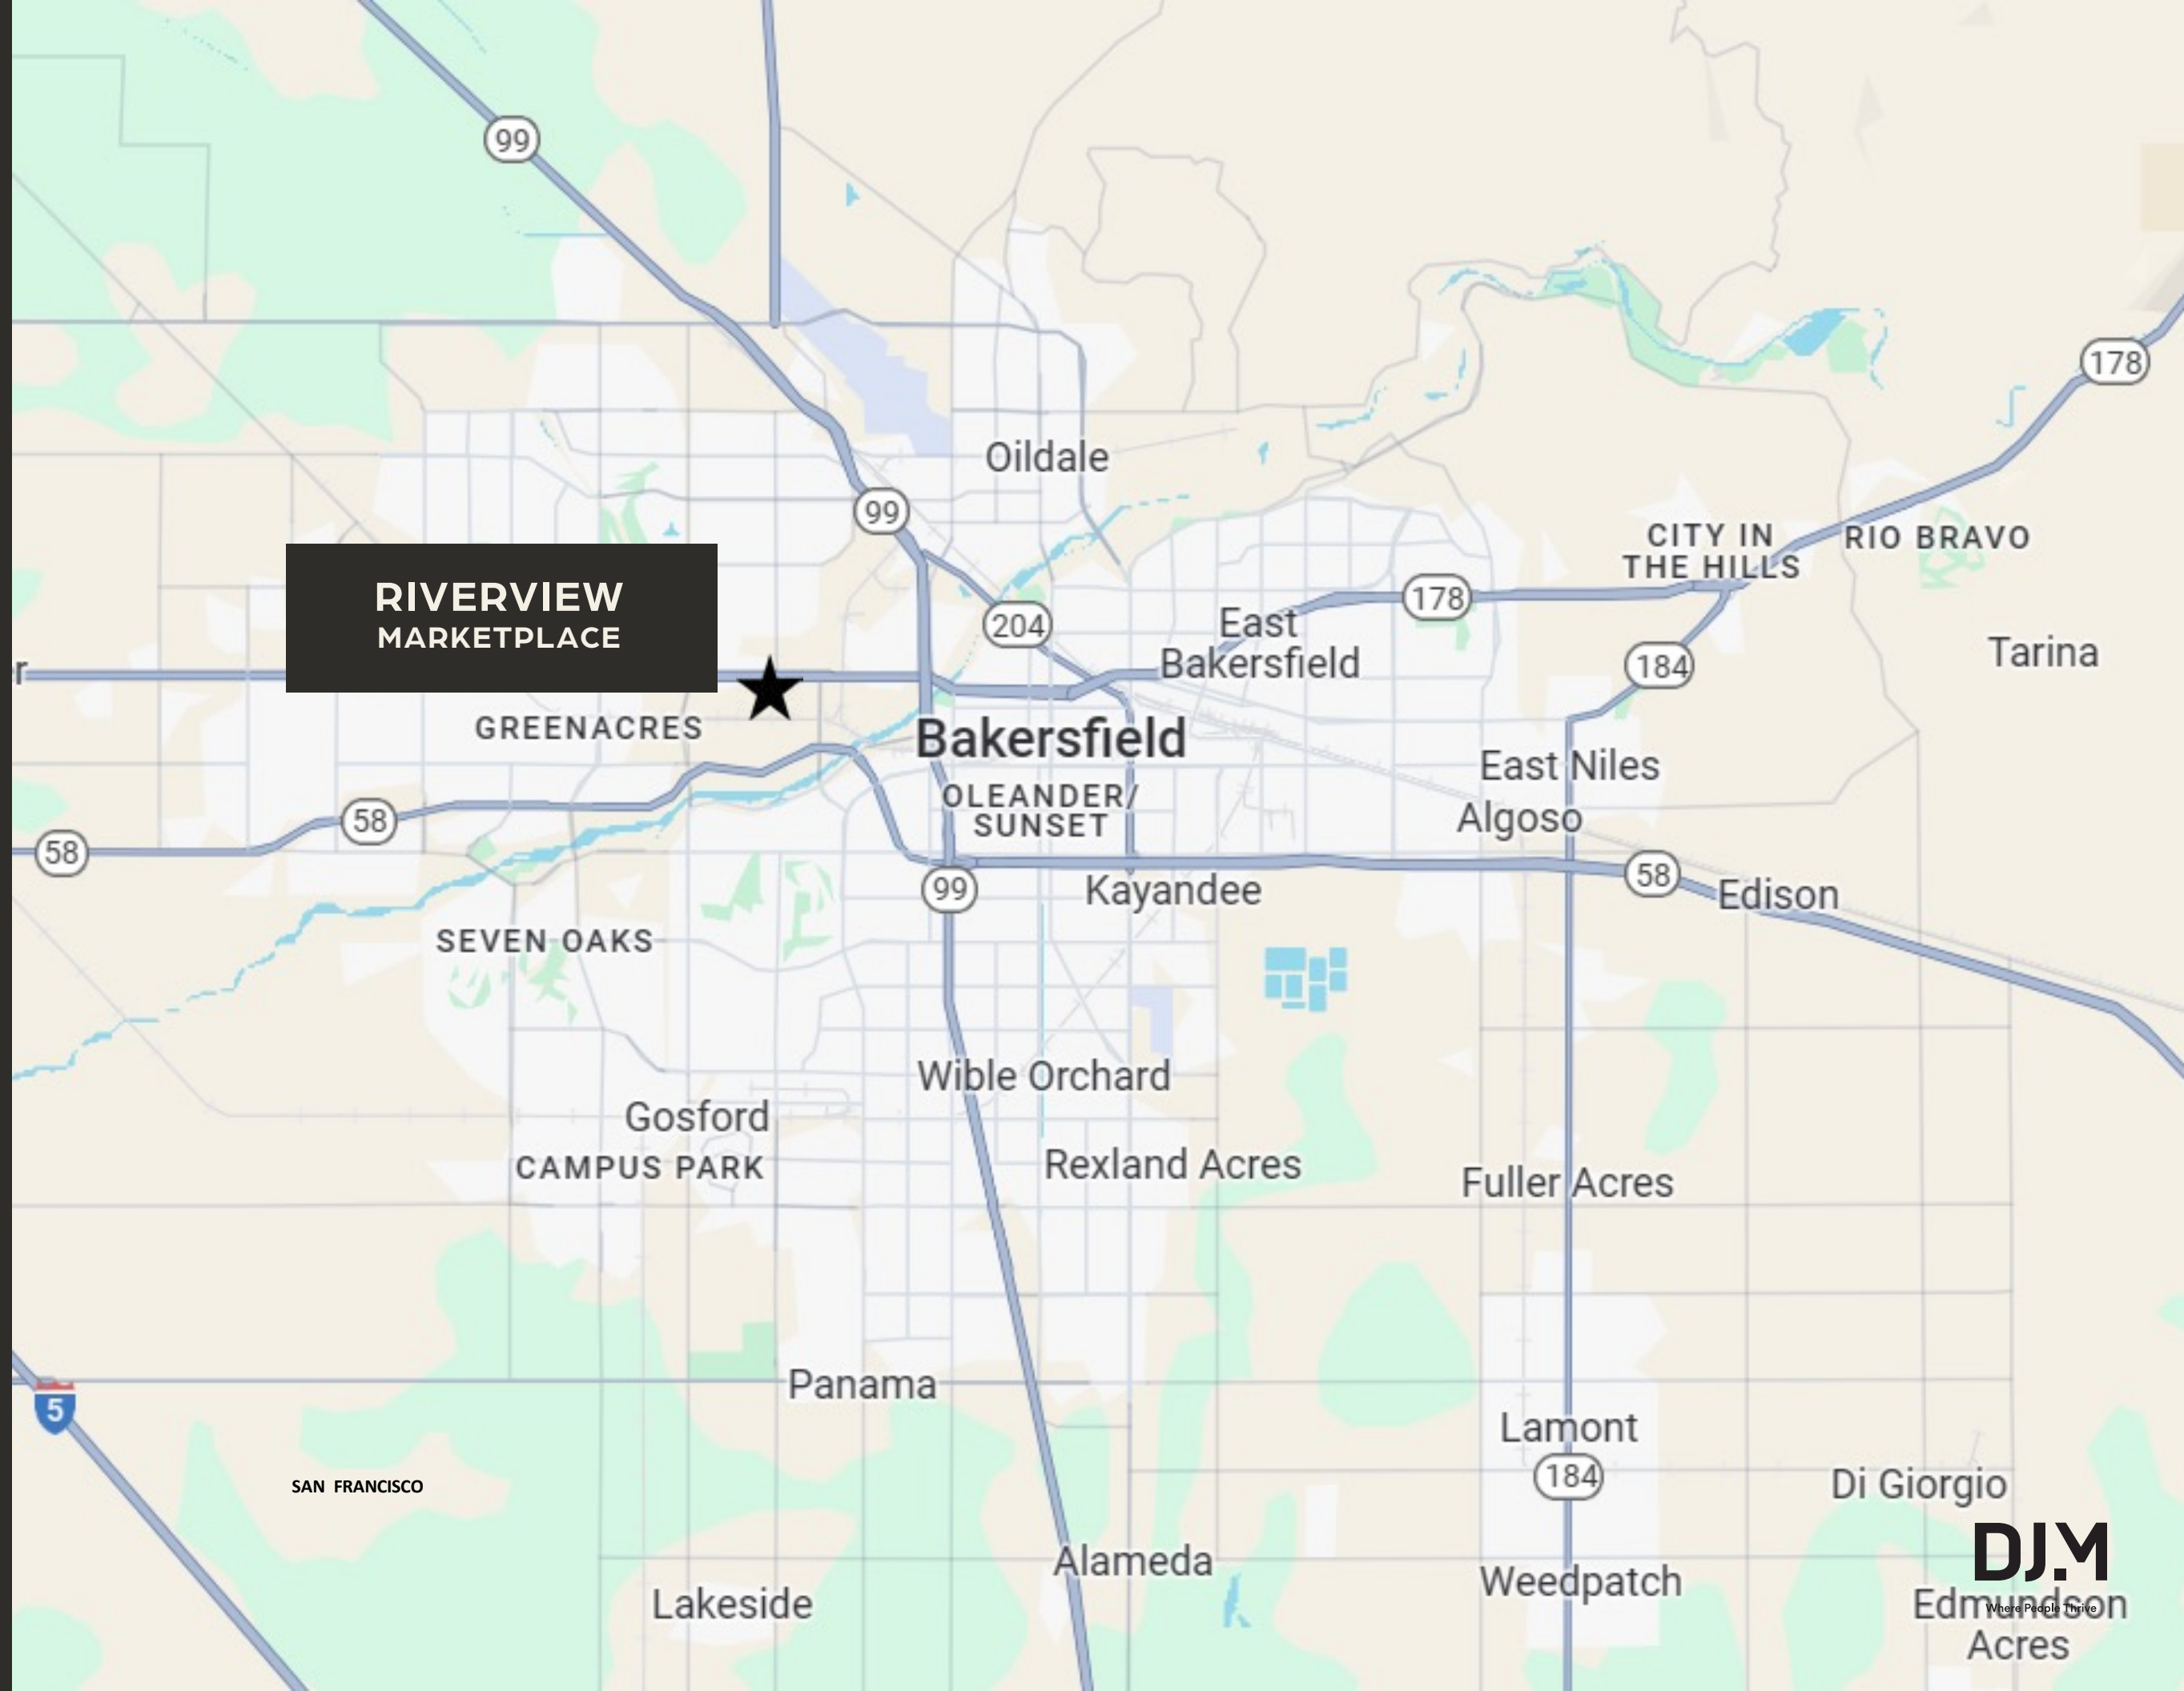 99
178
Oildale
99
CITY IN
THE HILLS
RIO BRAVO
RIVERVIEW
MARKETPLACE
178
204
East
Bakersfield
184
Tarina
r
GREENACRES
Bakersfield
East Niles
OLEANDER/
SUNSET
Algoso
58
58
99
Kayandee
58
Edison
SEVEN OAKS
Wible Orchard
Gosford
CAMPUS PARK
Rexland Acres
Fuller Acres
Panama
5
Lamont
184
SAN FRANCISCO
Di Giorgio
DJM
Alameda
Weedpatch
Lakeside
Where People Thrive
Edmundson
Acres